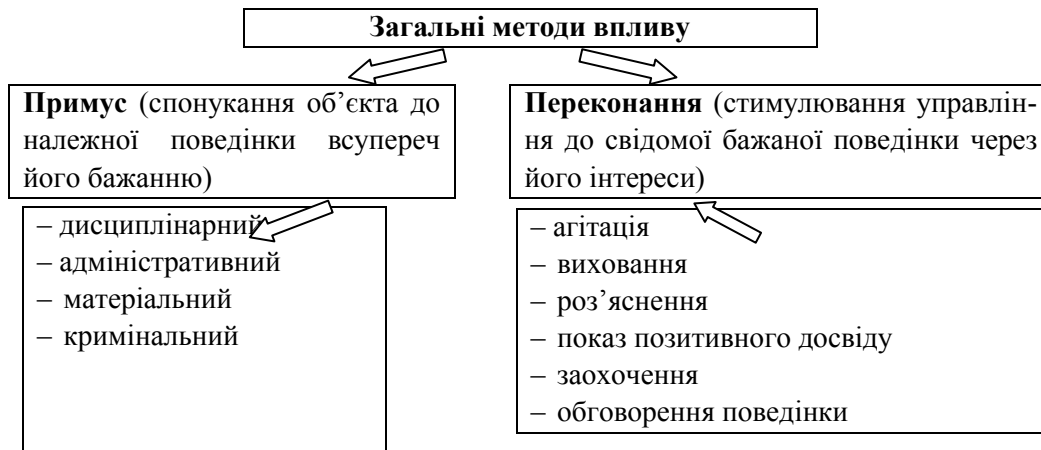 Загальні методи впливу
Примус (спонукання об’єкта до
належної поведінки всупереч
його бажанню)
Переконання (стимулювання управлін-
ня до свідомої бажаної поведінки через
його інтереси)
– дисциплінарний
– адміністративний
– матеріальний
– кримінальний
– агітація
– виховання
– роз’яснення
– показ позитивного досвіду
– заохочення
– обговорення поведінки